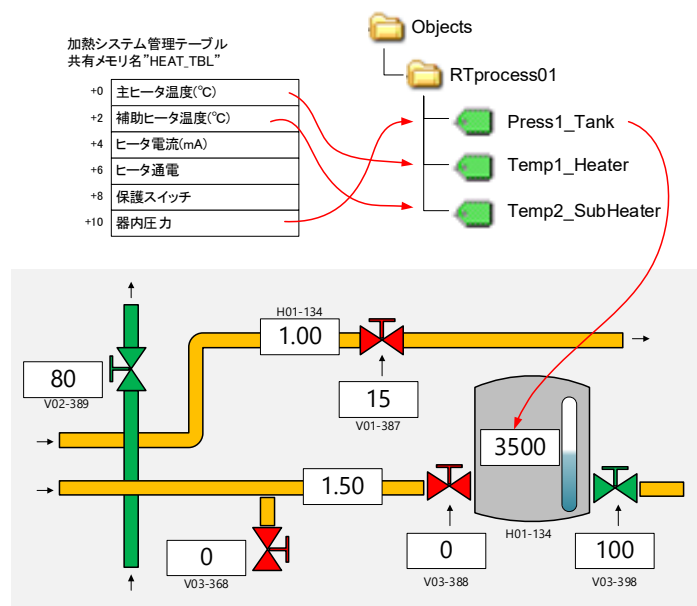 加熱システム管理テーブル
共有メモリ名"HEAT_TBL"
+0 主ヒータ温度(℃)
+2 補助ヒータ温度(℃)
+4 ヒータ電流(mA)
+6 ヒータ通電
+8 保護スイッチ
+10 器内圧力
Objects
RTprocess01
Press1_Tank
Temp1_Heater
Temp2_SubHeater
H01-134
1.00
80
V02-389
15
V01-387
3500
1.50
H01-134
0
V03-368
0
V03-388
100
V03-398